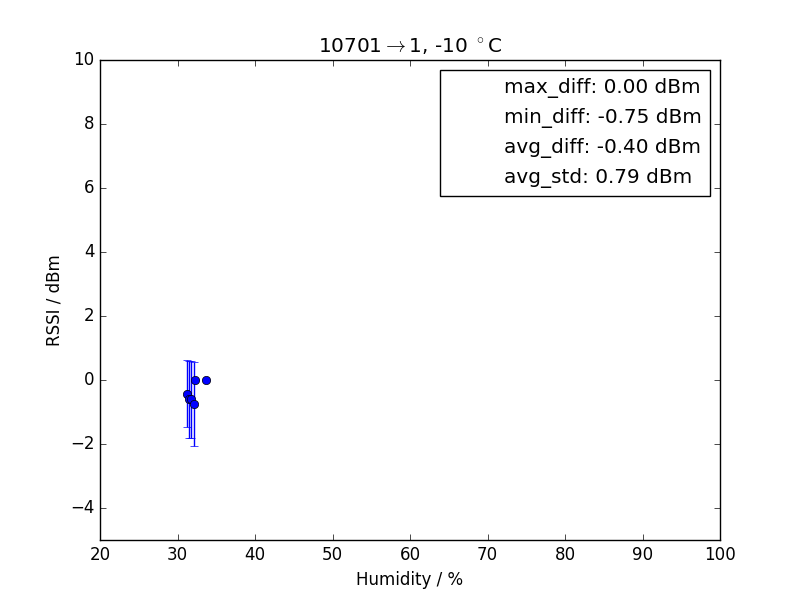 10701→1, -10 °C
max_diff: 0.00 dBm
min_diff: -0.75 dBm
avg_diff: -0.40 dBm
avg_std: 0.79 dBm
10
8
6
4
2
0
−2
−4
RSSI / dBm
20 30 40 50 60 70 80 90 100
Humidity / %